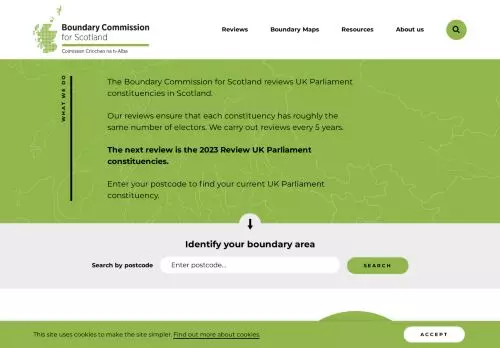 Boundary Commission
for Scotland
Comisean Crìochan na h-Alba
Reviews
Boundary Maps
Resources
About us
WHAT WE DO
The Boundary Commission for Scotland reviews UK Parliament
constituencies in Scotland.
Our reviews ensure that each constituency has roughly the
same number of electors. We carry out reviews every 5 years.
The next review is the 2023 Review UK Parliament
constituencies.
Enter your postcode to find your current UK Parliament
constituency.
Identify your boundary area
Search by postcode
Enter postcode...
SEARCH
This site uses cookies to make the site simpler. Find out more about cookies.
ACCEPT